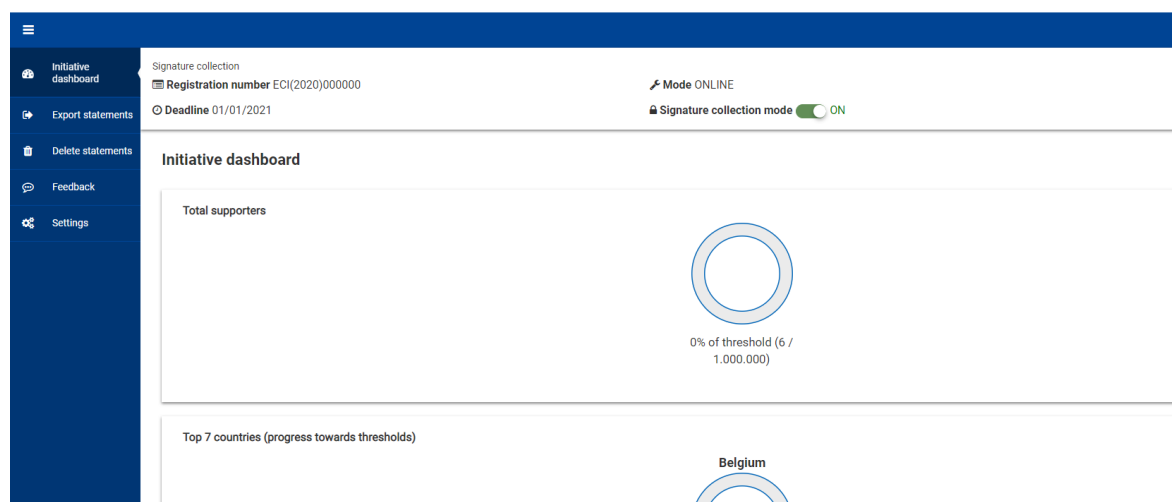 Initiative
dashboard
Export statements
Delete statements
Feedback
Settings
Signature collection
Registration number ECI(2020)000000
Mode ONLINE
Deadline 01/01/2021
Signature collection mode ON
Initiative dashboard
Total supporters
0% of threshold (6 /
1.000.000)
Top 7 countries (progress towards thresholds)
Belgium